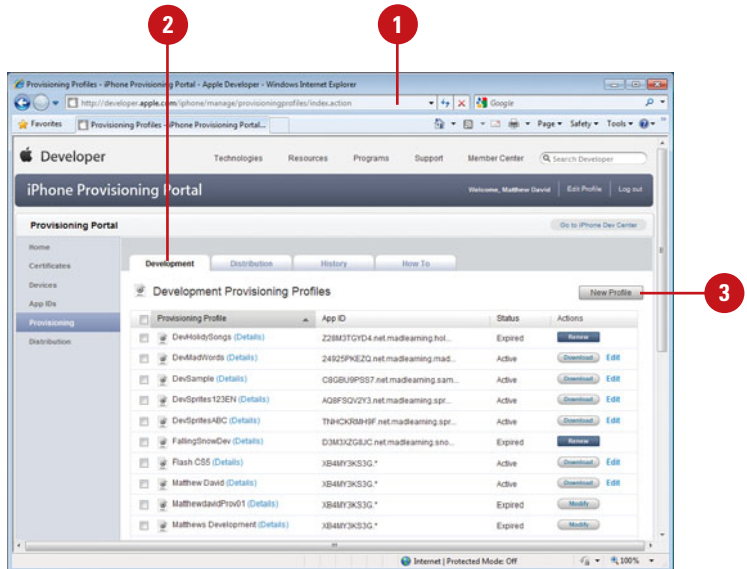 2
1
Provisioning Profiles - iPhone Provisioning Portal - Apple Developer - Windows Internet Explorer
http://developer.apple.com/iphone/manage/provisioningprofiles/index.action
Google
Favorites
Provisioning Profiles - iPhone Provisioning Portal...
Page
Safety
Tools
Developer
Technologies
Resources
Programs
Support
Member Center
Search Developer
iPhone Provisioning Portal
Welcome, Matthew David
Edit Profile
Log out
Provisioning Portal
Go to iPhone Dev Center
Home
Certificates
Devices
App IDs
Provisioning
Distribution
Development
Distribution
History
How To
Development Provisioning Profiles
New Profile
3
Provisioning Profile App ID Status Actions
DevHolidySongs (Details) Z28M3TGYD4.net.madlearning.hol... Expired Renew
DevMadWords (Details) 24925PKEZQ.net.madlearning.mad... Active Download Edit
DevSample (Details) C8GBU9PSS7.net.madlearning.sam... Active Download Edit
DevSprites123EN (Details) AQ8FSQV2Y3.net.madlearning.spr... Active Download Edit
DevSpritesABC (Details) TNHCKRMH9F.net.madlearning.spr... Active Download Edit
FallingSnowDev (Details) D3M3XZG8JC.net.madlearning.sno... Expired Renew
Flash CS5 (Details) XB4MY3KS3G.* Active Download Edit
Matthew David (Details) XB4MY3KS3G.* Active Download Edit
MatthewdavidProv01 (Details) XB4MY3KS3G.* Expired Modify
Matthews Development (Details) XB4MY3KS3G.* Expired Modify
Internet | Protected Mode: Off
100%